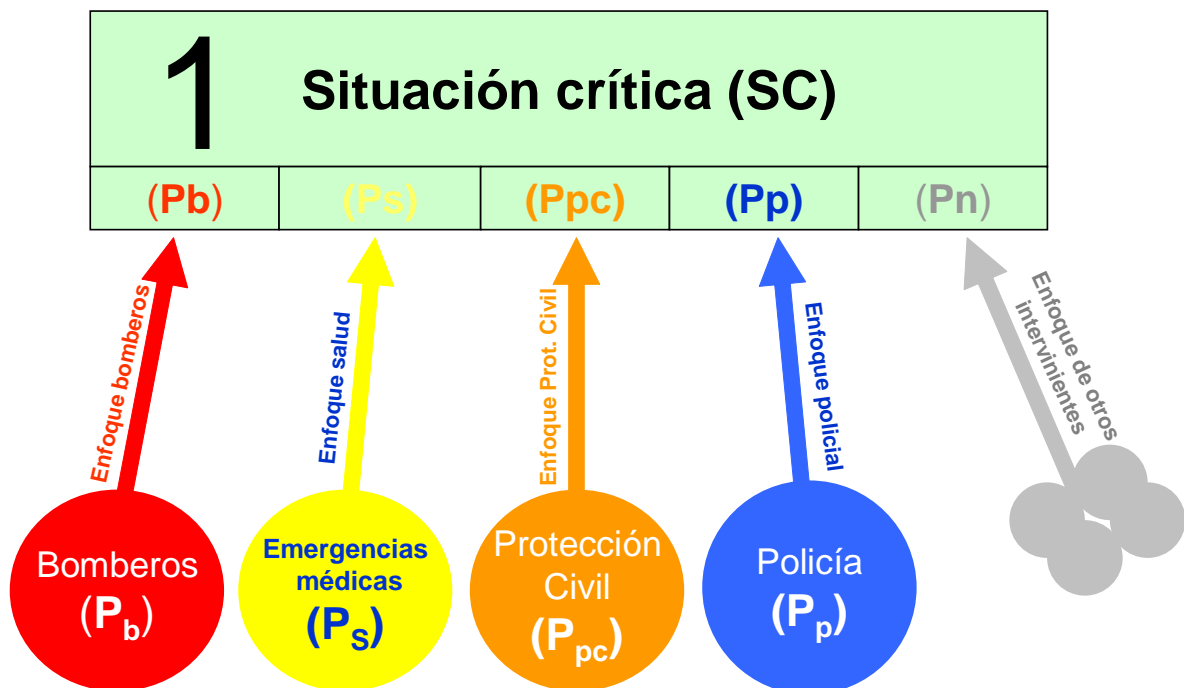 1 Situación crítica (SC)
(Pb) (Ps) (Ppc) (Pp) (Pn)
Enfoque bomberos
Enfoque salud
Enfoque Prot. Civil
Enfoque policial
Enfoque de otros
intervinientes
Bomberos
(Pb)
Emergencias
médicas
(PS)
Protección
Civil
(Ppc)
Policía
(Pp)